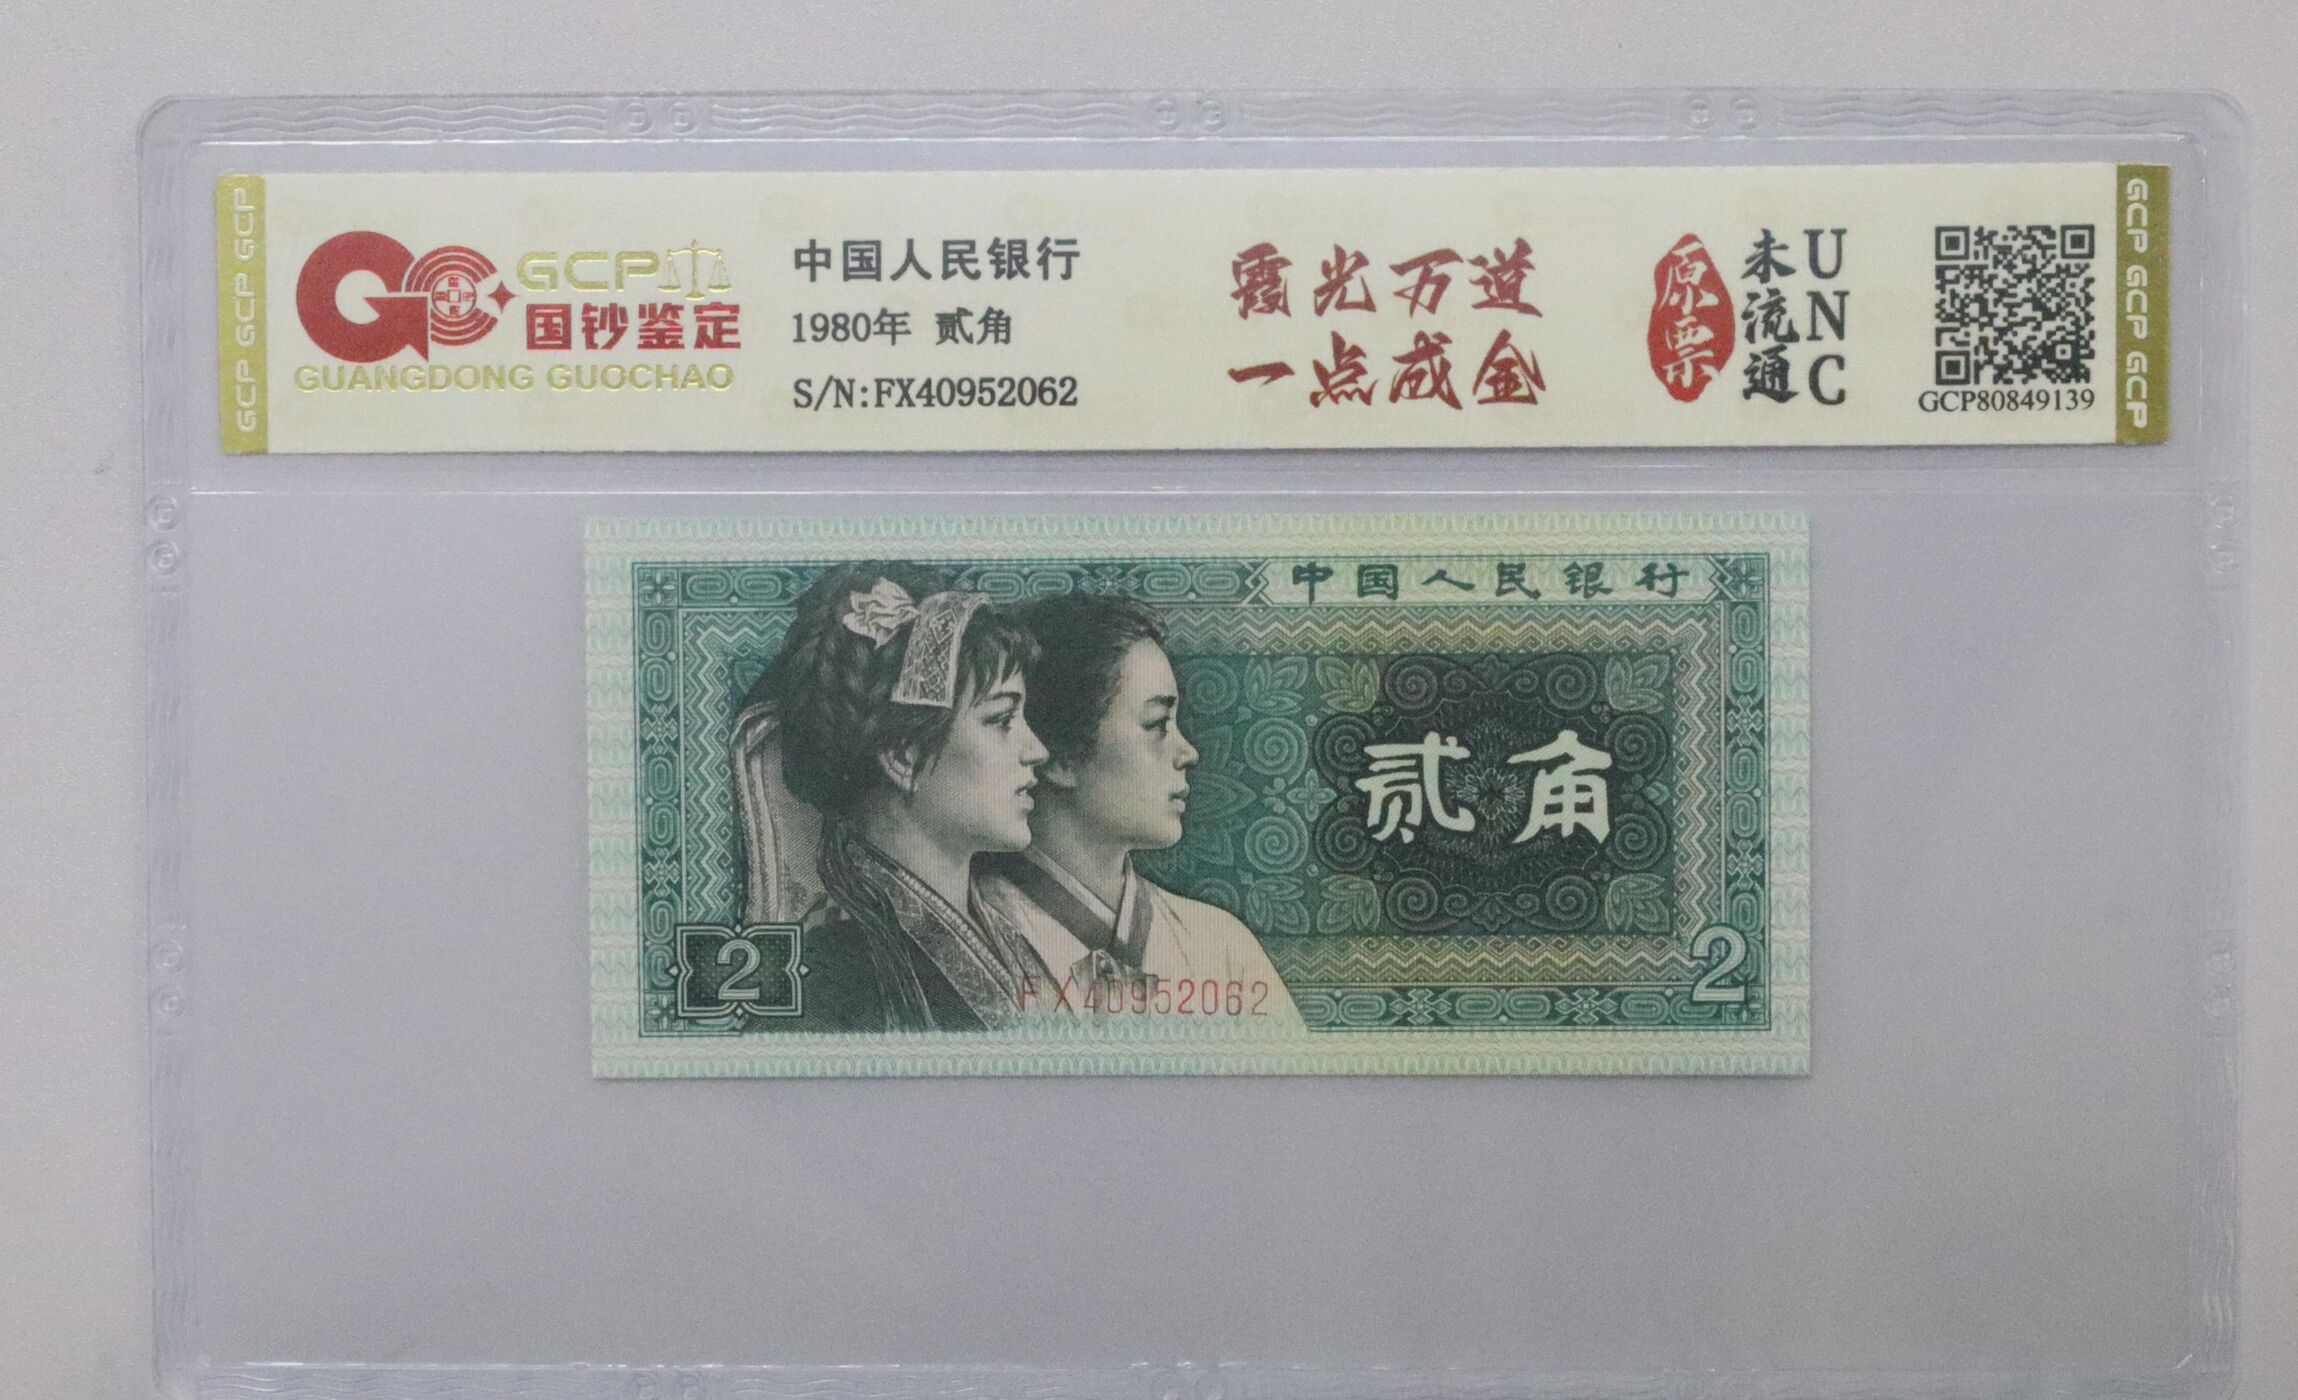 GCP GCP GCP
GCP
国钞鉴定
GUANGDONG GUOCHAO
中国人民银行
1980年 贰角
S/N:FX40952062
霞光万道
一点成金
原票
未流通
UNC
GCP80849139
GCP GCP GCP
中国人民银行
贰角
2
FX40952062
2